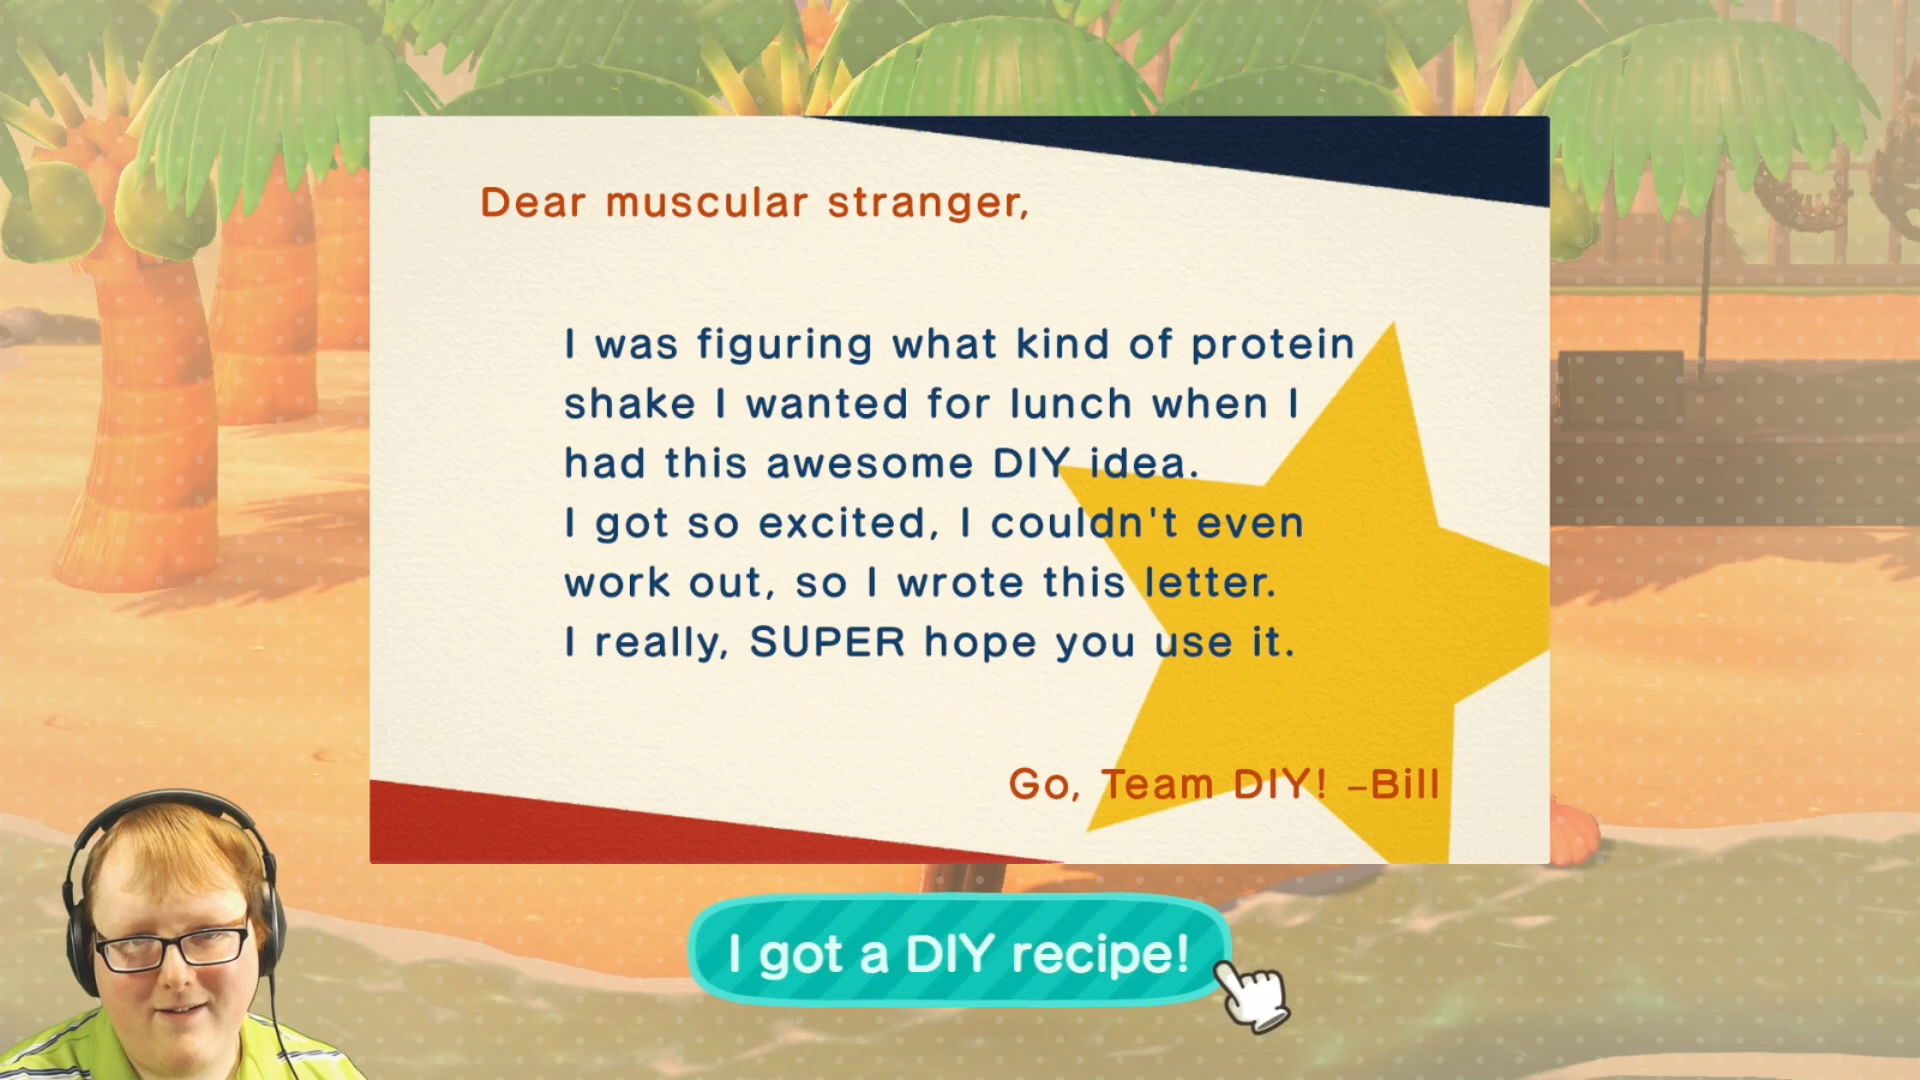 Dear muscular stranger,
I was figuring what kind of protein
shake I wanted for lunch when I
had this awesome DIY idea.
I got so excited, I couldn't even
work out, so I wrote this letter.
I really, SUPER hope you use it.
Go, Team DIY! –Bill
I got a DIY recipe!